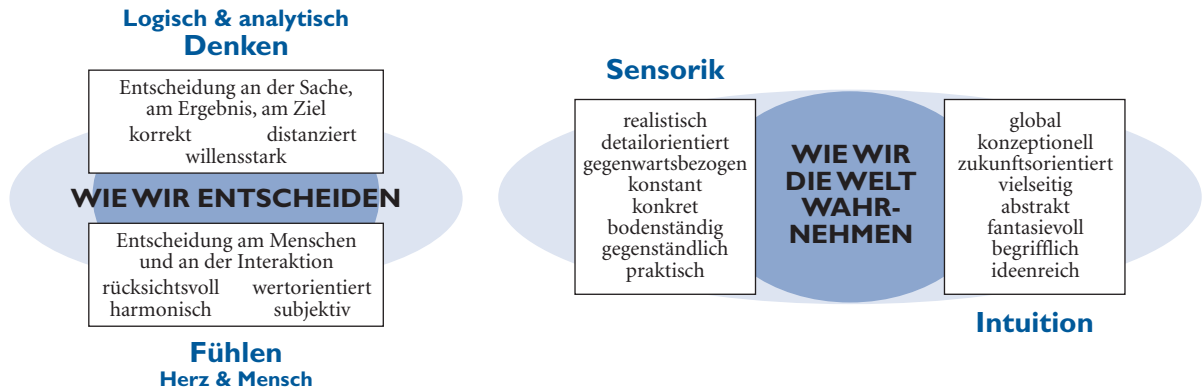 Logisch & analytisch
Denken
Entscheidung an der Sache,
am Ergebnis, am Ziel
korrekt distanziert
willensstark
WIE WIR ENTSCHEIDEN
Entscheidung am Menschen
und an der Interaktion
rücksichtsvoll wertorientiert
harmonisch subjektiv
Fühlen
Herz & Mensch
Sensorik
realistisch
detailorientiert
gegenwartsbezogen
konstant
konkret
bodenständig
gegenständlich
praktisch
WIE WIR
DIE WELT
WAHR-
NEHMEN
global
konzeptionell
zukunftsorientiert
vielseitig
abstrakt
fantasievoll
begrifflich
ideenreich
Intuition